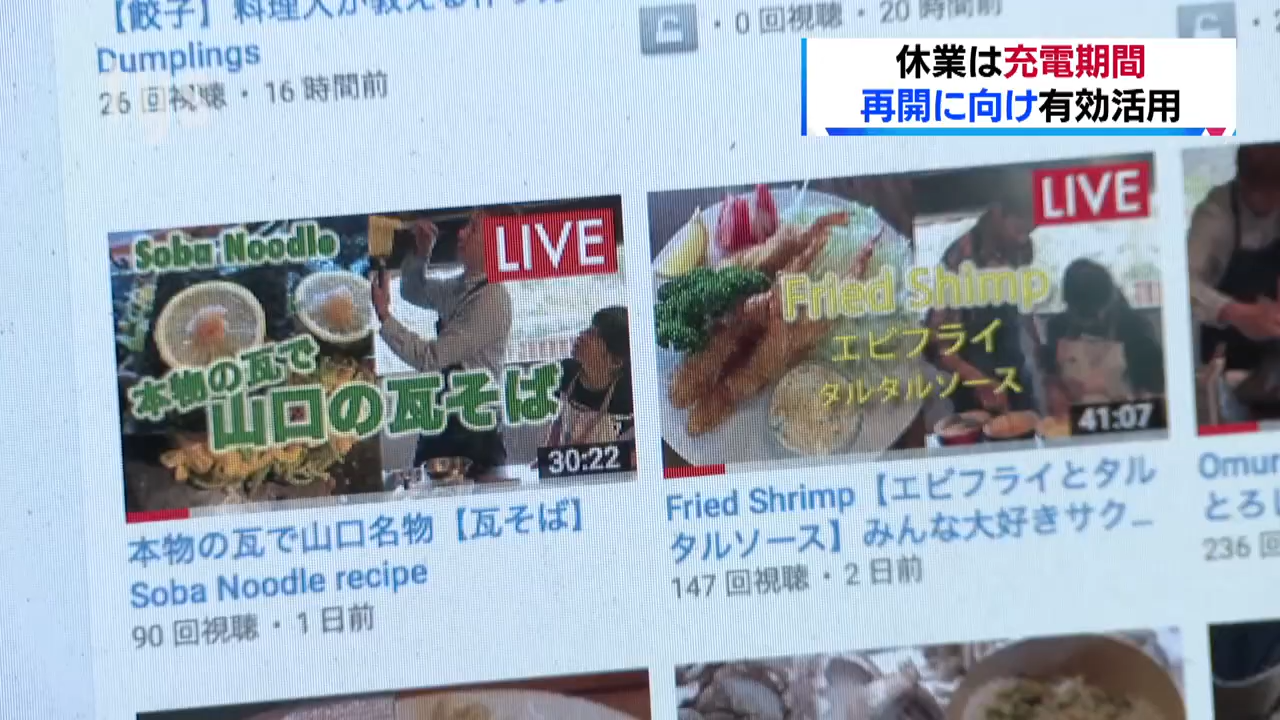 【餃子】料理人が教える作り方
Dumplings
26 回視聴・16 時間前
・0 回視聴・20 時間前
休業は充電期間
再開に向け有効活用
Soba Noodle
LIVE
本物の瓦で
山口の瓦そば
30:22
本物の瓦で山口名物【瓦そば】
Soba Noodle recipe
90 回視聴・1 日前
LIVE
Fried Shimp
エビフライ
タルタルソース
41:07
Fried Shrimp【エビフライとタル
タルソース】みんな大好きサク...
147 回視聴・2 日前
Omur
とろ
236 回